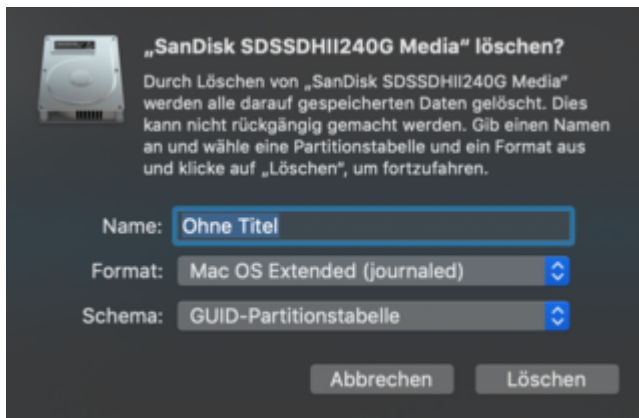 „SanDisk SDSSDHII240G Media“ löschen?
Durch Löschen von „SanDisk SDSSDHII240G Media“
werden alle darauf gespeicherten Daten gelöscht. Dies
kann nicht rückgängig gemacht werden. Gib einen Namen
an und wähle eine Partitionstabelle und ein Format aus
und klicke auf „Löschen“, um fortzufahren.
Name: Ohne Titel
Format: Mac OS Extended (journaled)
Schema: GUID-Partitionstabelle
Abbrechen Löschen